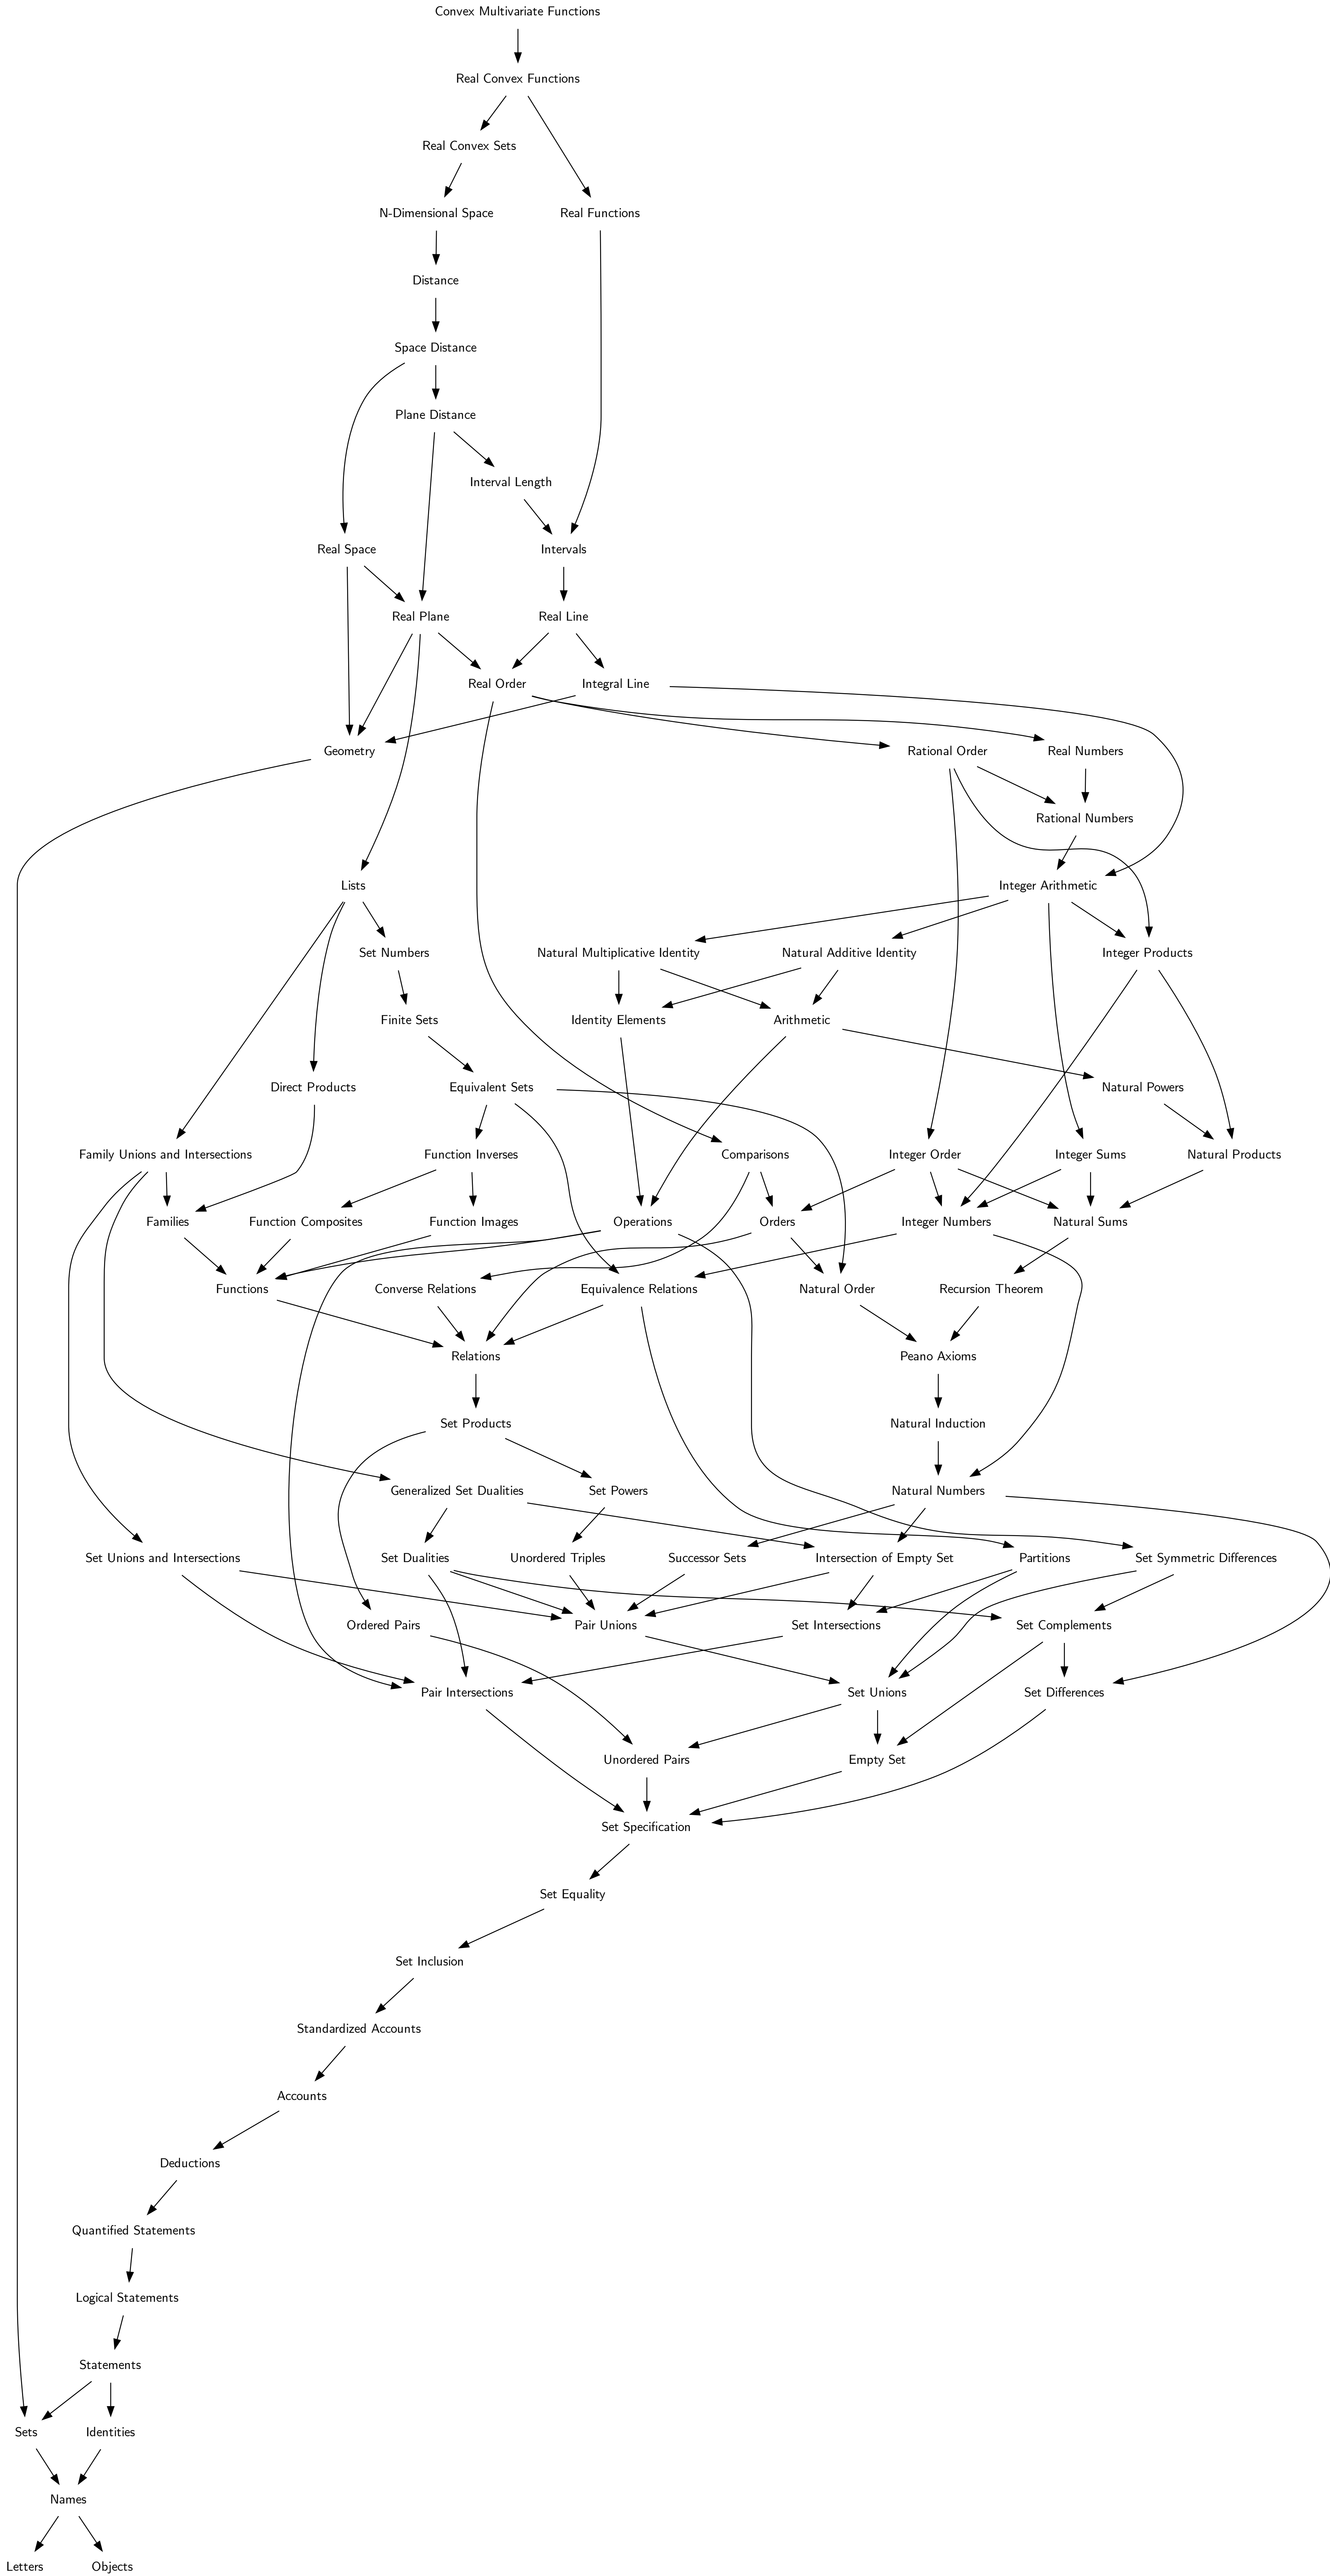 Convex Multivariate Functions
Real Convex Functions
Real Convex Sets
N-Dimensional Space
Real Functions
Distance
Space Distance
Plane Distance
Interval Length
Real Space
Intervals
Real Plane
Real Line
Real Order
Integral Line
Geometry
Rational Order
Real Numbers
Rational Numbers
Lists
Integer Arithmetic
Set Numbers
Natural Multiplicative Identity
Natural Additive Identity
Integer Products
Finite Sets
Identity Elements
Arithmetic
Direct Products
Equivalent Sets
Natural Powers
Family Unions and Intersections
Function Inverses
Comparisons
Integer Order
Integer Sums
Natural Products
Families
Function Composites
Function Images
Operations
Orders
Integer Numbers
Natural Sums
Functions
Converse Relations
Equivalence Relations
Natural Order
Recursion Theorem
Relations
Peano Axioms
Set Products
Natural Induction
Generalized Set Dualities
Set Powers
Natural Numbers
Set Unions and Intersections
Set Dualities
Unordered Triples
Successor Sets
Intersection of Empty Set
Partitions
Set Symmetric Differences
Ordered Pairs
Pair Unions
Set Intersections
Set Complements
Pair Intersections
Set Unions
Set Differences
Unordered Pairs
Empty Set
Set Specification
Set Equality
Set Inclusion
Standardized Accounts
Accounts
Deductions
Quantified Statements
Logical Statements
Statements
Sets
Identities
Names
Letters
Objects